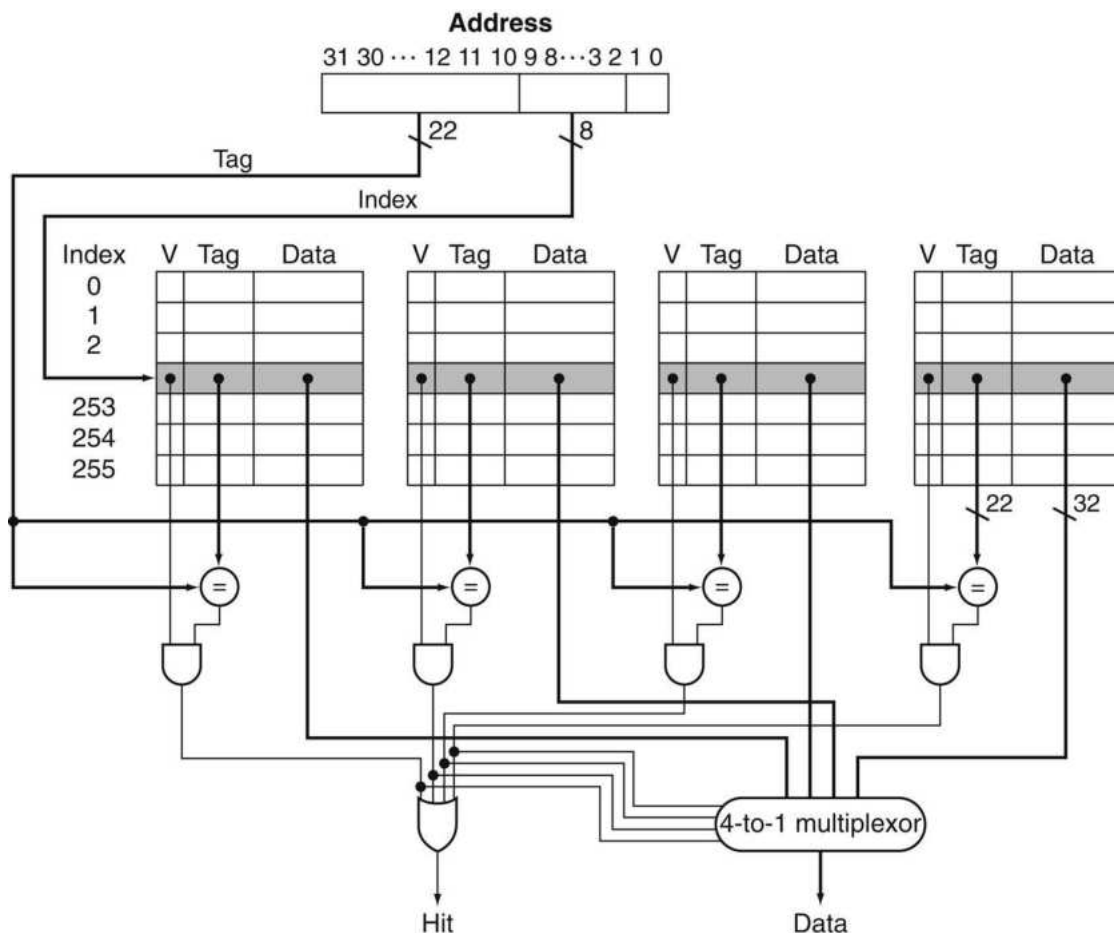 Address
31 30 ··· 12 11 10 9 8 ··· 3 2 1 0
22 8
Tag
Index
Index V Tag Data V Tag Data V Tag Data V Tag Data
0
1
2
253
254
255
22 32
= = = =
4-to-1 multiplexor
Hit Data